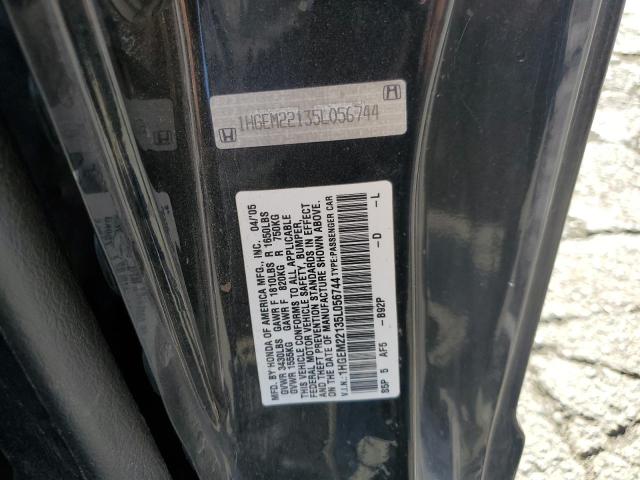 1HGEM22135L056744
MFD. BY HONDA OF AMERICA MFG., INC. 04/'05
GVWR 3430LBS GAWR F 1810LBS R 1650LBS
GVWR 1555KG GAWR F 820KG R 750KG
THIS VEHICLE CONFORMS TO ALL APPLICABLE
FEDERAL MOTOR VEHICLE SAFETY, BUMPER,
THEFT PREVENTION STANDARDS IN EFFECT
ON THE DATE OF MANUFACTURE SHOWN ABOVE.
V.I.N.: 1HGEM22135L056744 TYPE:PASSENGER CAR
8SP 5 AF5 - B92P - D - L